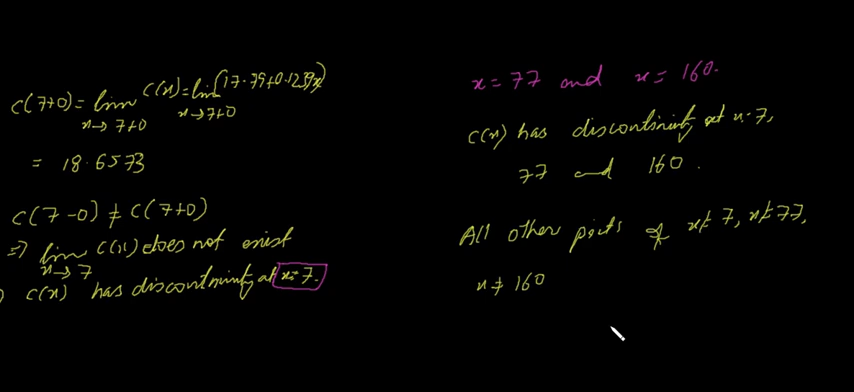 C(7+0) = lim C(x) = lim (17.79+0.1239x)
x→7+0 x→7+0
= 18.6573
C(7-0) ≠ C(7+0)
⇒ lim C(x) does not exist
x→7
C(x) has discontinuity at x=7.
x = 77 and x = 160.
C(x) has discontinuity at x=7,
77 and 160.
All other points of x≠7, x≠77,
x≠160